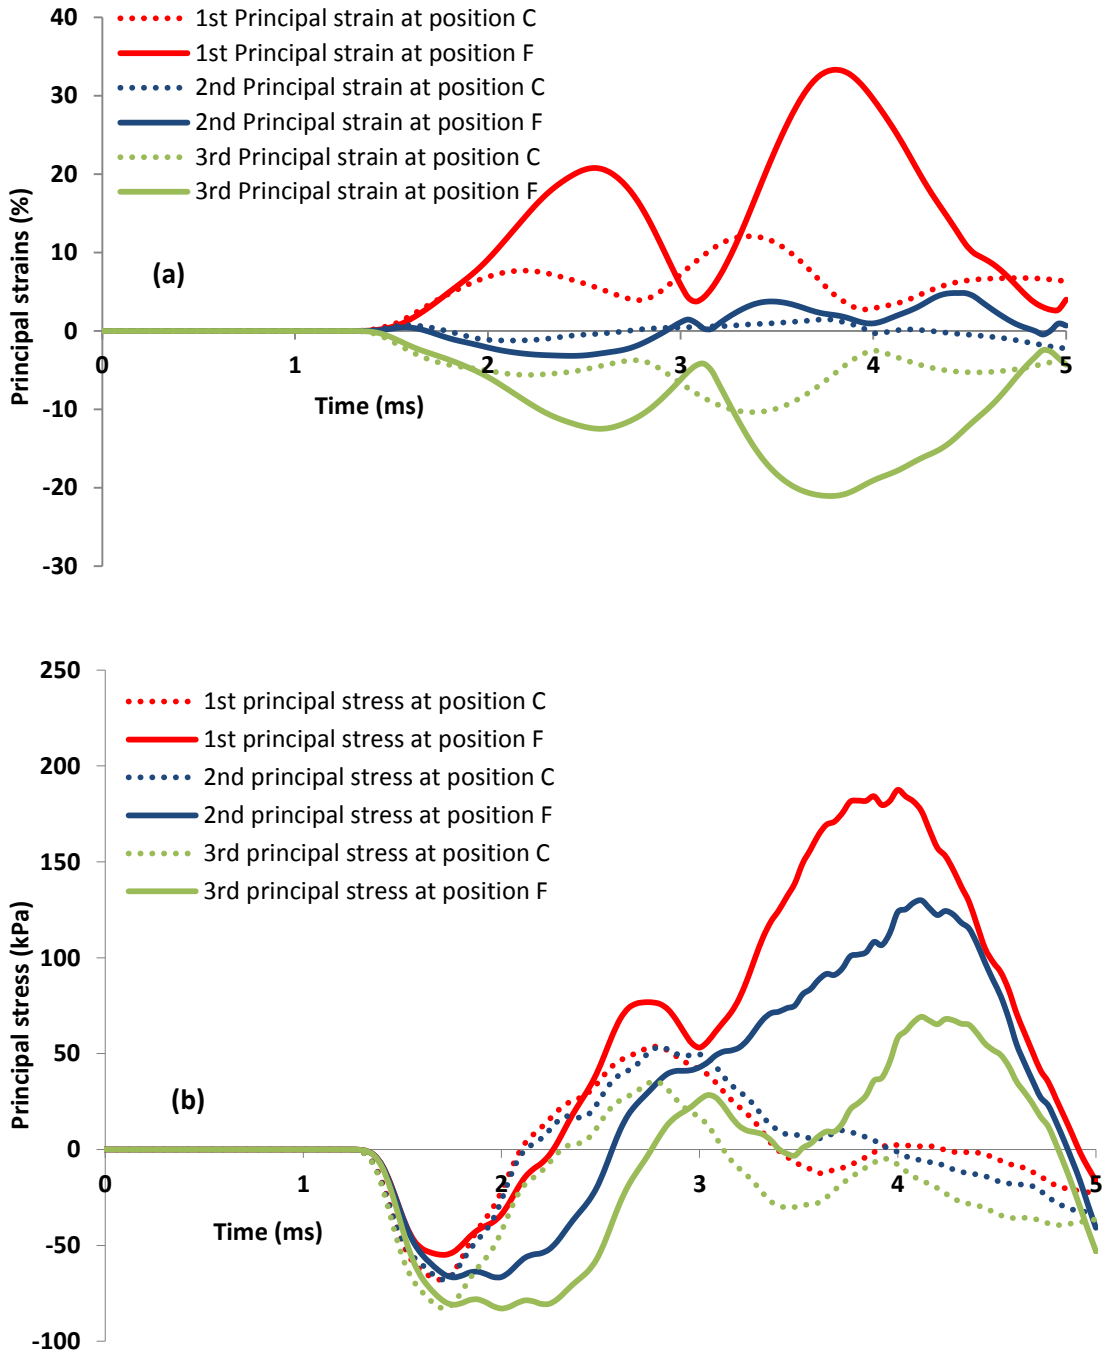 40
1st Principal strain at position C
1st Principal strain at position F
30
2nd Principal strain at position C
2nd Principal strain at position F
3rd Principal strain at position C
20
3rd Principal strain at position F
Principal strains (%)
10
(a)
0
0 1 2 3 4 5
Time (ms)
-10
-20
-30
250
1st principal stress at position C
1st principal stress at position F
200
2nd principal stress at position C
2nd principal stress at position F
150
3rd principal stress at position C
3rd principal stress at position F
100
Principal stress (kPa)
50
(b)
0
0 1 2 3 4 5
Time (ms)
-50
-100